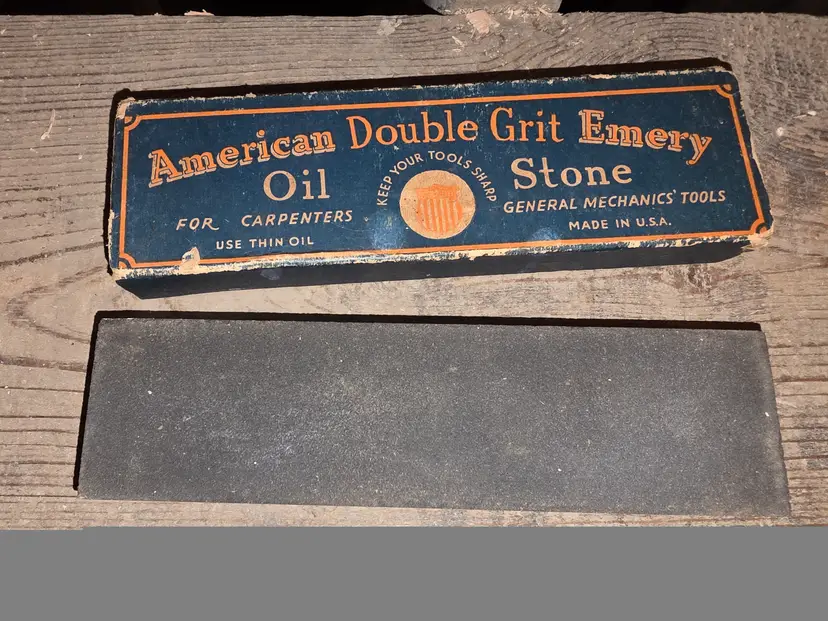 American Double Grit Emery
Oil Stone
KEEP YOUR TOOLS SHARP
FOR CARPENTERS
GENERAL MECHANICS' TOOLS
USE THIN OIL
MADE IN U.S.A.